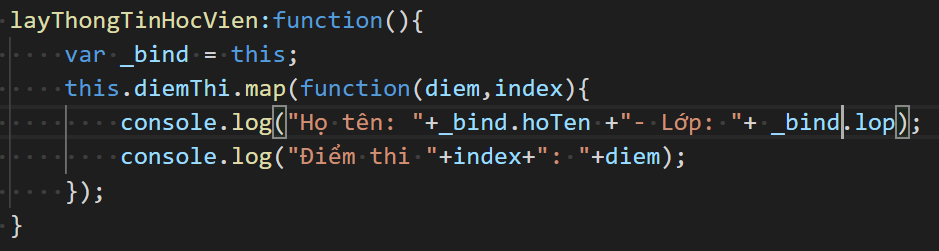 layThongTinHocVien:function(){
var _bind = this;
this.diemThi.map(function(diem,index){
console.log("Họ tên: "+_bind.hoTen +"- Lớp: "+ _bind.lop);
console.log("Điểm thi "+index+": "+diem);
});
}